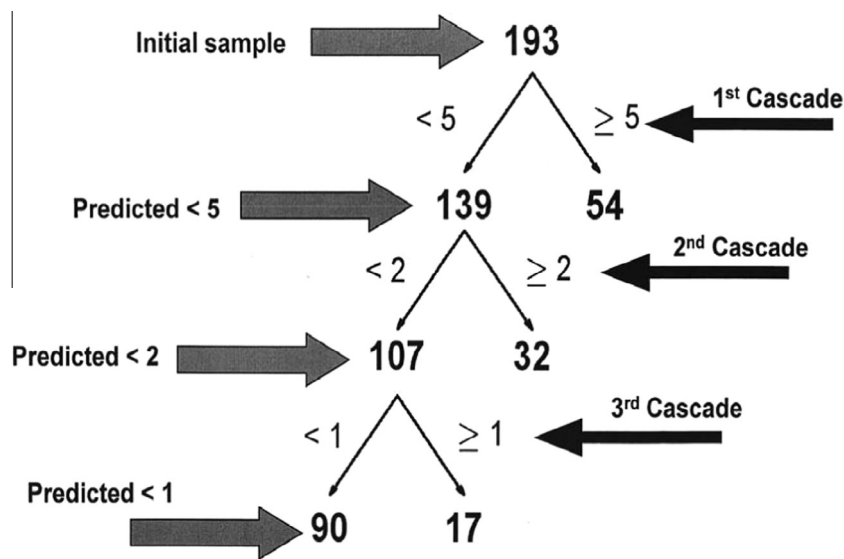 Initial sample
193
1st Cascade
< 5
≥ 5
Predicted < 5
139
54
2nd Cascade
< 2
≥ 2
Predicted < 2
107
32
3rd Cascade
< 1
≥ 1
Predicted < 1
90
17